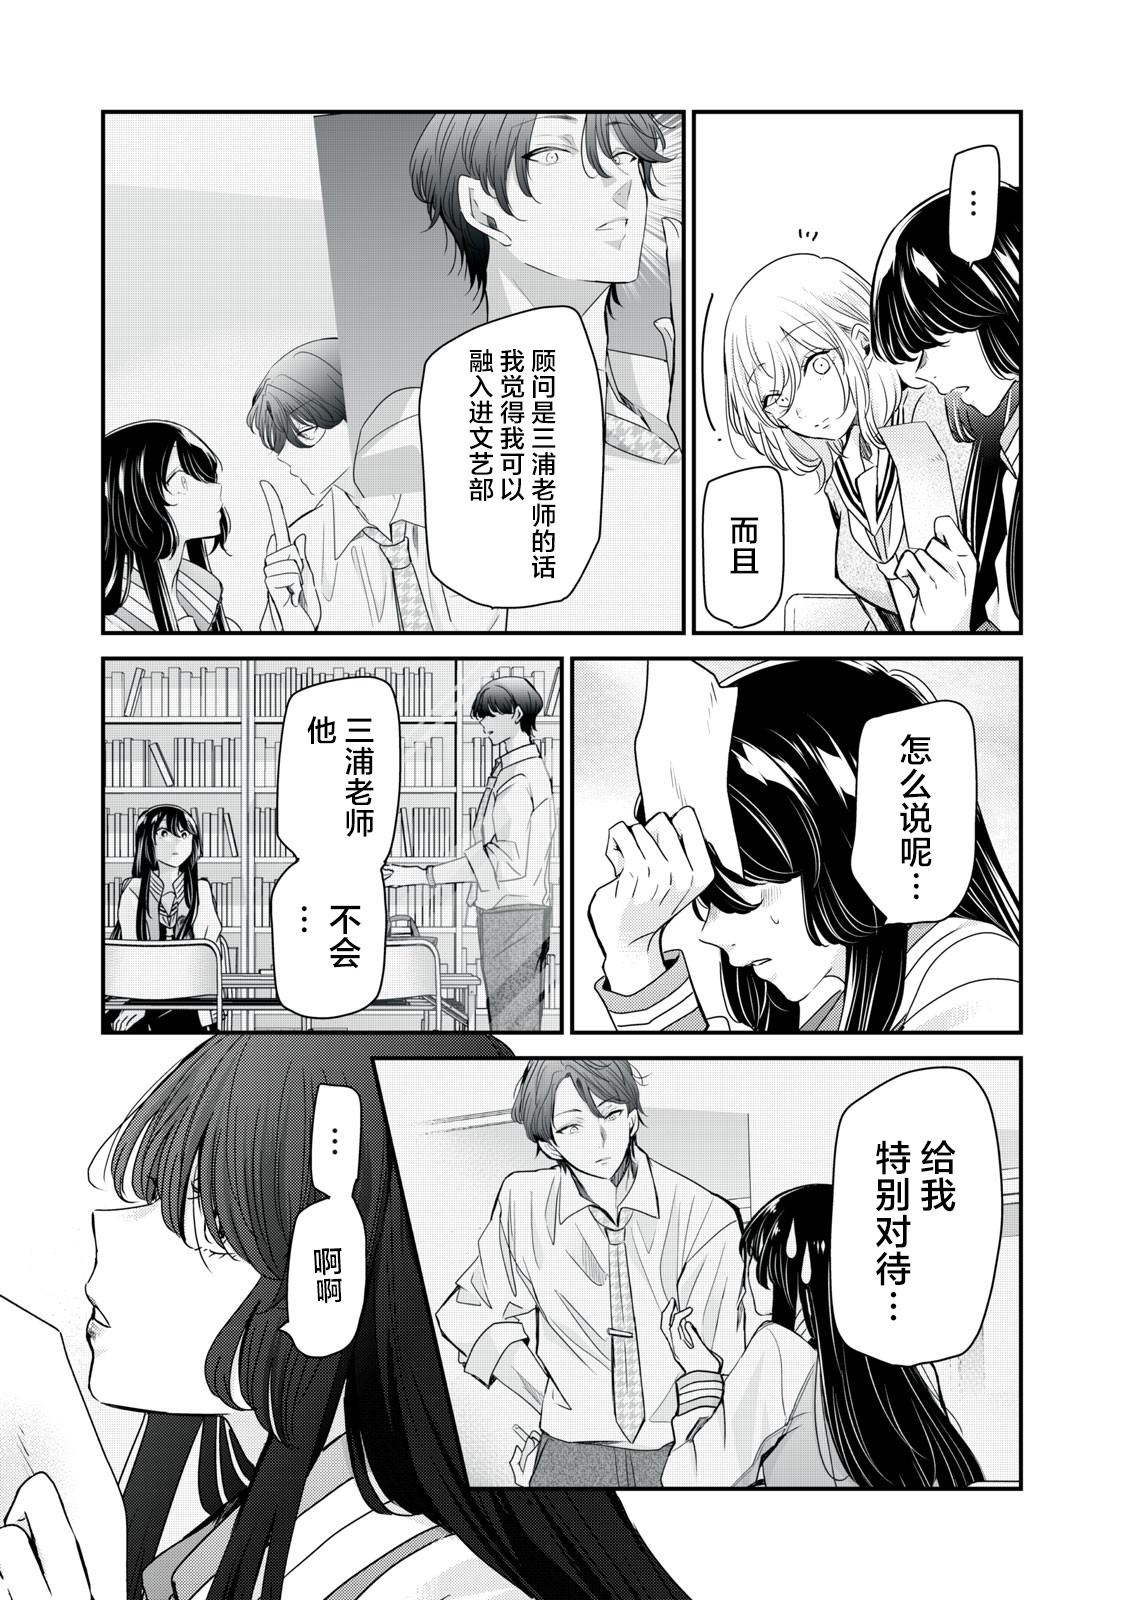 …
而且
顾问是三浦老师的话
我觉得我可以
融入进文艺部
怎么说呢…
三浦老师
他
不会
…
给我
特别对待…
…
啊啊